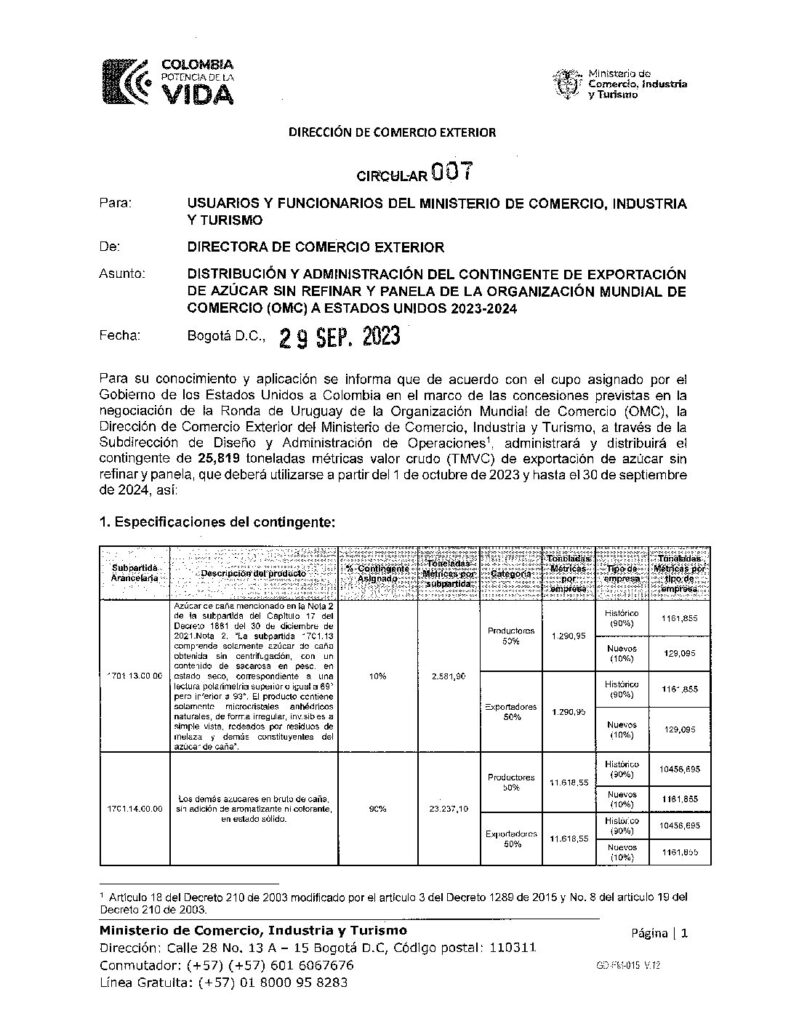 COLOMBIA
POTENCIA DE LA
VIDA
Ministerio de
Comercio, Industria
y Turismo
DIRECCIÓN DE COMERCIO EXTERIOR
CIRCULAR 007
Para: USUARIOS Y FUNCIONARIOS DEL MINISTERIO DE COMERCIO, INDUSTRIA
Y TURISMO
De: DIRECTORA DE COMERCIO EXTERIOR
Asunto: DISTRIBUCIÓN Y ADMINISTRACIÓN DEL CONTINGENTE DE EXPORTACIÓN
DE AZÚCAR SIN REFINAR Y PANELA DE LA ORGANIZACIÓN MUNDIAL DE
COMERCIO (OMC) A ESTADOS UNIDOS 2023-2024
Fecha: Bogotá D.C., 29 SEP. 2023
Para su conocimiento y aplicación se informa que de acuerdo con el cupo asignado por el
Gobierno de los Estados Unidos a Colombia en el marco de las concesiones previstas en la
negociación de la Ronda de Uruguay de la Organización Mundial de Comercio (OMC), la
Dirección de Comercio Exterior del Ministerio de Comercio, Industria y Turismo, a través de la
Subdirección de Diseño y Administración de Operaciones¹, administrará y distribuirá el
contingente de 25,819 toneladas métricas valor crudo (TMVC) de exportación de azúcar sin
refinar y panela, que deberá utilizarse a partir del 1 de octubre de 2023 y hasta el 30 de septiembre
de 2024, así:
1. Especificaciones del contingente:
Subpartida
Arancelaria
Descripción del producto
% Contingente
Asignado
Toneladas
Métricas por
subpartida
Categoría
Toneladas
Métricas
por
empresa
Tipo de
empresa
Toneladas
Métricas por
tipo de
empresa
1701.13.00.00
Azúcar de caña mencionado en la Nota 2
de la subpartida del Capítulo 17 del
Decreto 1881 del 30 de diciembre de
2021.Nota 2. "La subpartida 1701.13
comprende solamente azúcar de caña
obtenida sin centrifugación, con un
contenido de sacarosa en peso, en
estado seco, correspondiente a una
lectura polarimetría superior o igual a 69°
pero inferior a 93°. El producto contiene
solamente microcristales anhédricos
naturales, de forma irregular, invisibles a
simple vista, rodeados por residuos de
melaza y demás constituyentes del
azúcar de caña".
10%
2.581,90
Productores
50%
1.290,95
Histórico
(90%)
1161,855
Nuevos
(10%)
129,095
Exportadores
50%
1.290,95
Histórico
(90%)
1161,855
Nuevos
(10%)
129,095
1701.14.00.00
Los demás azucares en bruto de caña,
sin adición de aromatizante ni colorante,
en estado sólido.
90%
23.237,10
Productores
50%
11.618,55
Histórico
(90%)
10456,695
Nuevos
(10%)
1161,855
Exportadores
50%
11.618,55
Histórico
(90%)
10456,695
Nuevos
(10%)
1161,855
¹ Artículo 18 del Decreto 210 de 2003 modificado por el artículo 3 del Decreto 1289 de 2015 y No. 8 del artículo 19 del
Decreto 210 de 2003.
Ministerio de Comercio, Industria y Turismo
Dirección: Calle 28 No. 13 A – 15 Bogotá D.C, Código postal: 110311
Conmutador: (+57) (+57) 601 6067676
Línea Gratuita: (+57) 01 8000 95 8283
Página | 1
GD-FM-015 V.12